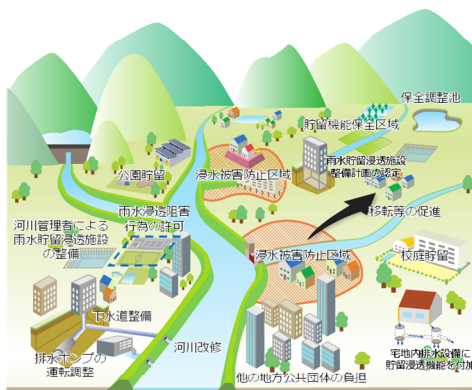 保全調整池
貯留機能保全区域
雨水貯留浸透施設
整備計画の認定
公園貯留
浸水被害防止区域
移転等の促進
雨水浸透阻害
行為の許可
河川管理者による
雨水貯留浸透施設
の整備
浸水被害防止区域
校庭貯留
下水道整備
河川改修
排水ポンプの
運転調整
宅地内排水設備に
貯留浸透機能を付加
他の地方公共団体の負担